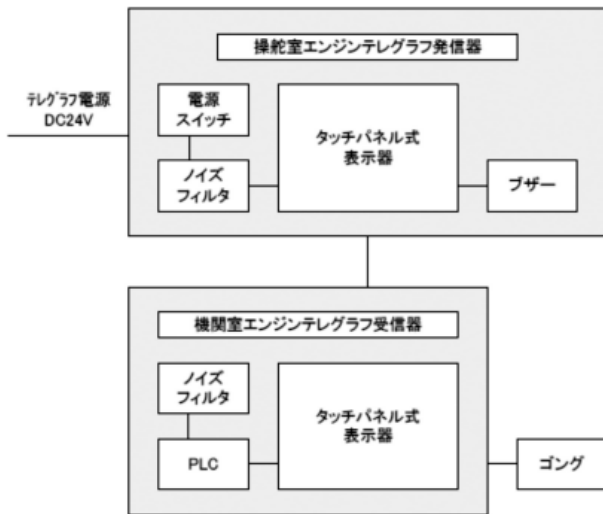 操舵室エンジンテレグラフ発信器
テレグラフ電源
DC24V
電源
スイッチ
タッチパネル式
表示器
ノイズ
フィルタ
ブザー
機関室エンジンテレグラフ受信器
ノイズ
フィルタ
タッチパネル式
表示器
PLC
ゴング